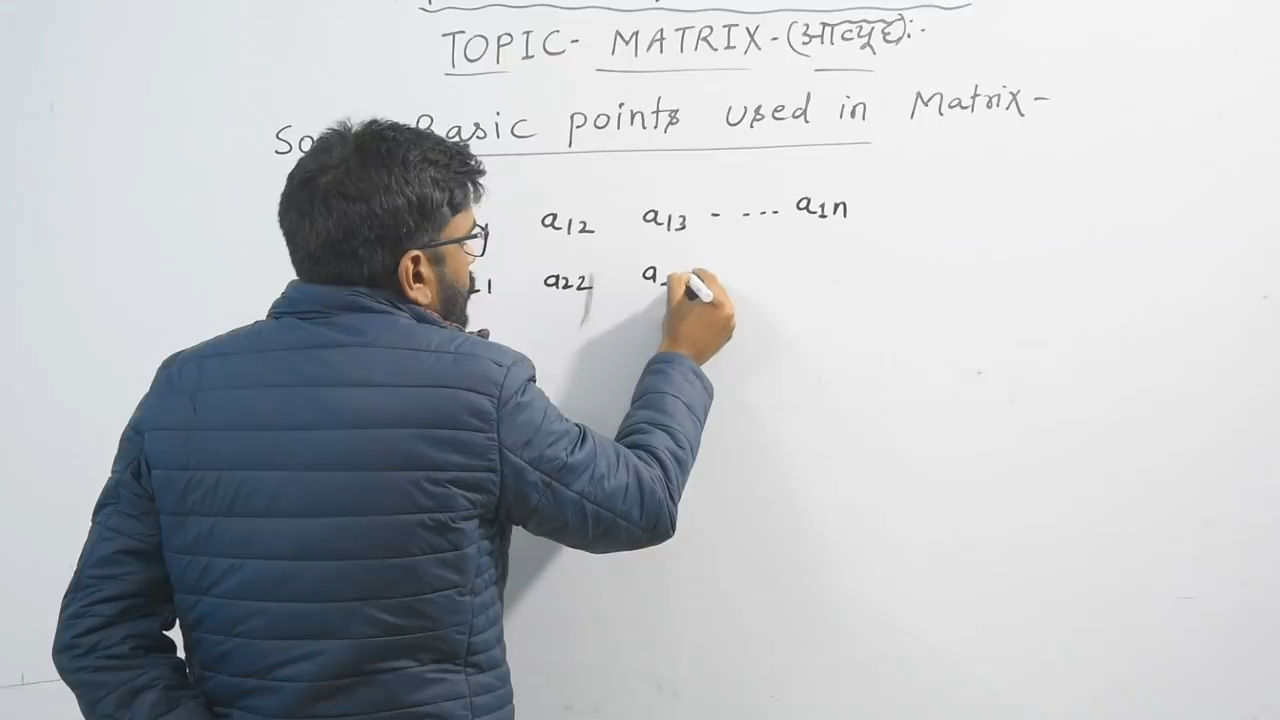 TOPIC- MATRIX-(आव्यूह):-
Basic points used in Matrix-
a12 a13 - --- a1n
a22 a